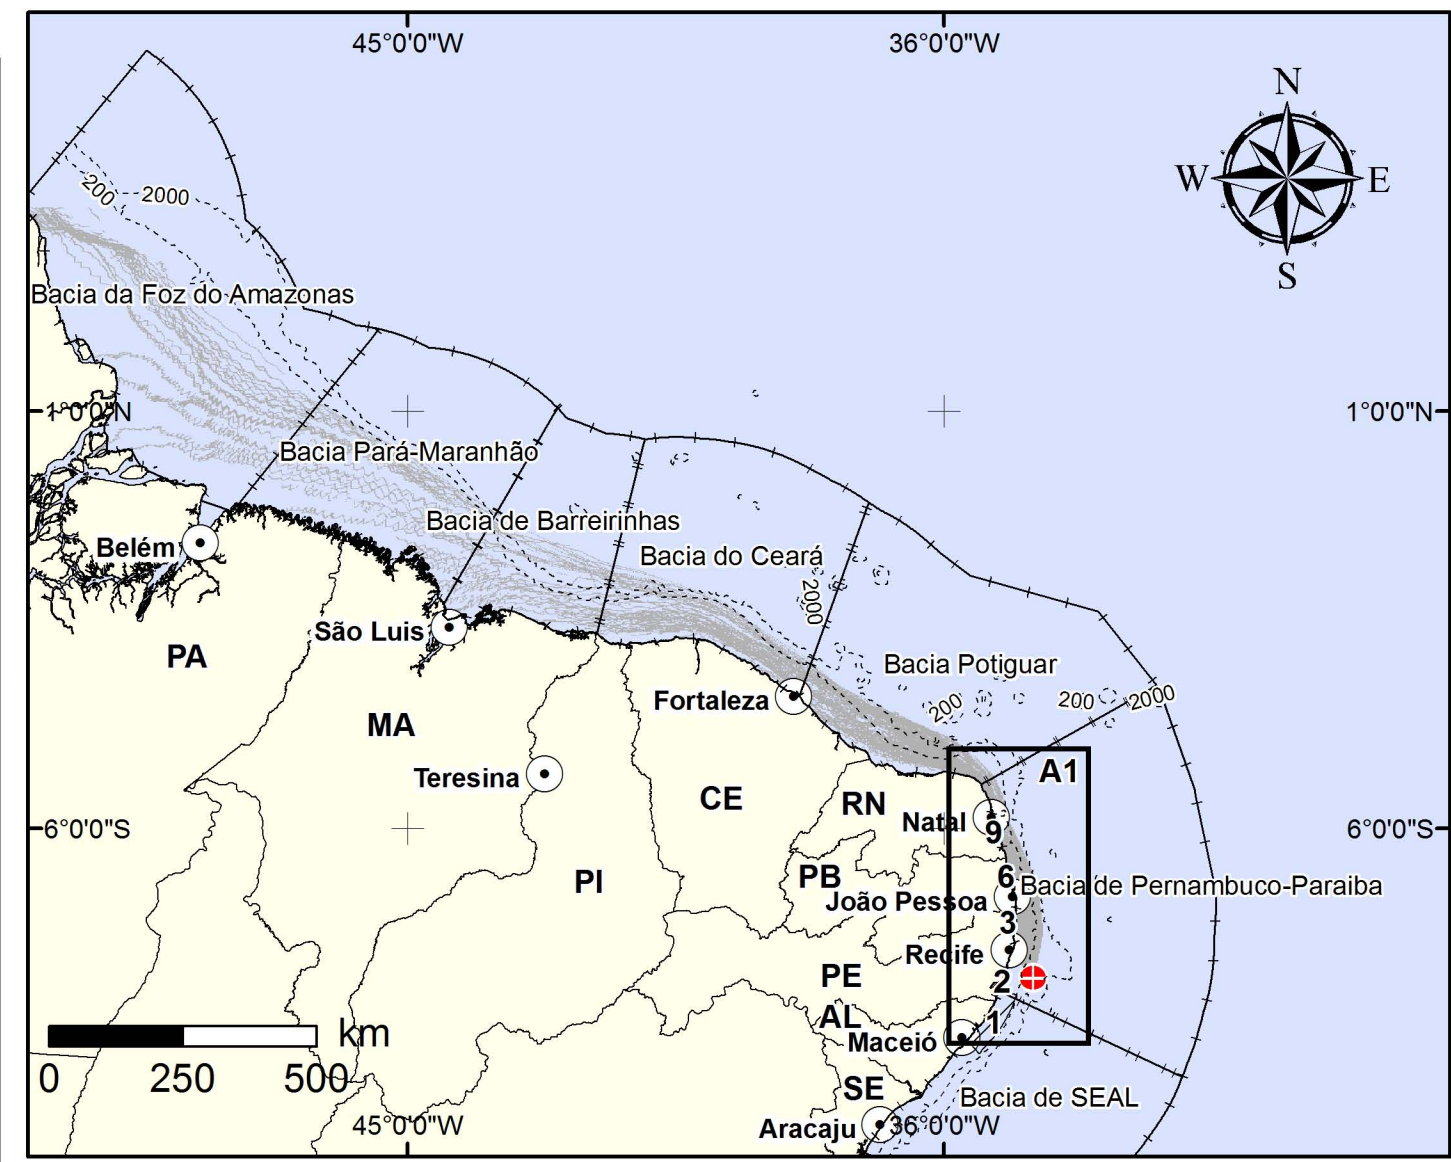 45°0'0"W
36°0'0"W
N
W
E
S
200
2000
Bacia da Foz do Amazonas
1°0'0"N
1°0'0"N
Bacia Pará-Maranhão
Bacia de Barreirinhas
Belém
Bacia do Ceará
2000
São Luis
PA
Bacia Potiguar
Fortaleza
200
200
2000
MA
A1
Teresina
CE
RN
Natal
9
6°0'0"S
6°0'0"S
PI
PB
6
Bacia de Pernambuco-Paraiba
João Pessoa
3
Recife
PE
2
AL
1
Maceió
km
0
250
500
SE
Bacia de SEAL
Aracaju
45°0'0"W
36°0'0"W